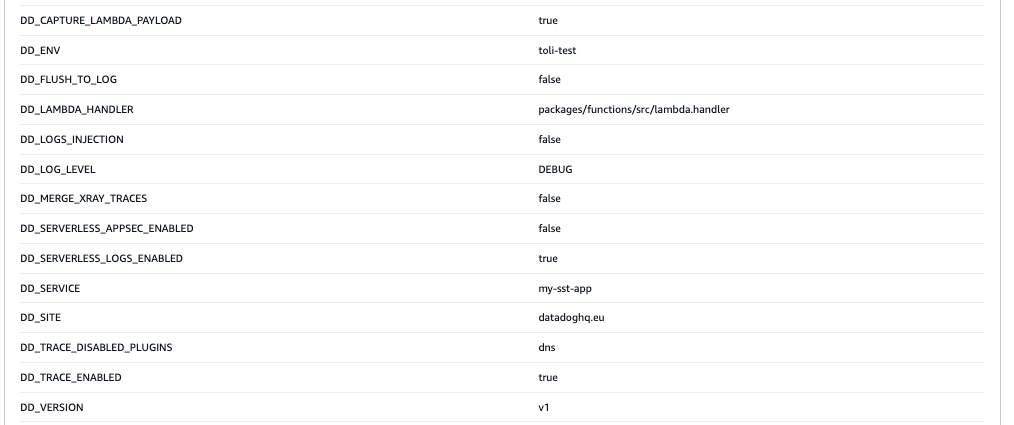 DD_CAPTURE_LAMBDA_PAYLOAD true
DD_ENV toli-test
DD_FLUSH_TO_LOG false
DD_LAMBDA_HANDLER packages/functions/src/lambda.handler
DD_LOGS_INJECTION false
DD_LOG_LEVEL DEBUG
DD_MERGE_XRAY_TRACES false
DD_SERVERLESS_APPSEC_ENABLED false
DD_SERVERLESS_LOGS_ENABLED true
DD_SERVICE my-sst-app
DD_SITE datadoghq.eu
DD_TRACE_DISABLED_PLUGINS dns
DD_TRACE_ENABLED true
DD_VERSION v1